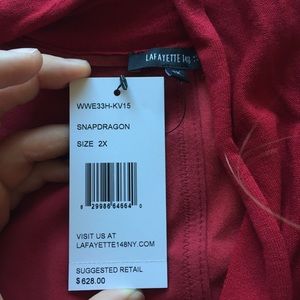 LAFAYETTE 148
WWE33H-KV15
SNAPDRAGON
SIZE 2X
8 29986 64664 0
VISIT US AT
LAFAYETTE148NY.COM
SUGGESTED RETAIL
$628.00